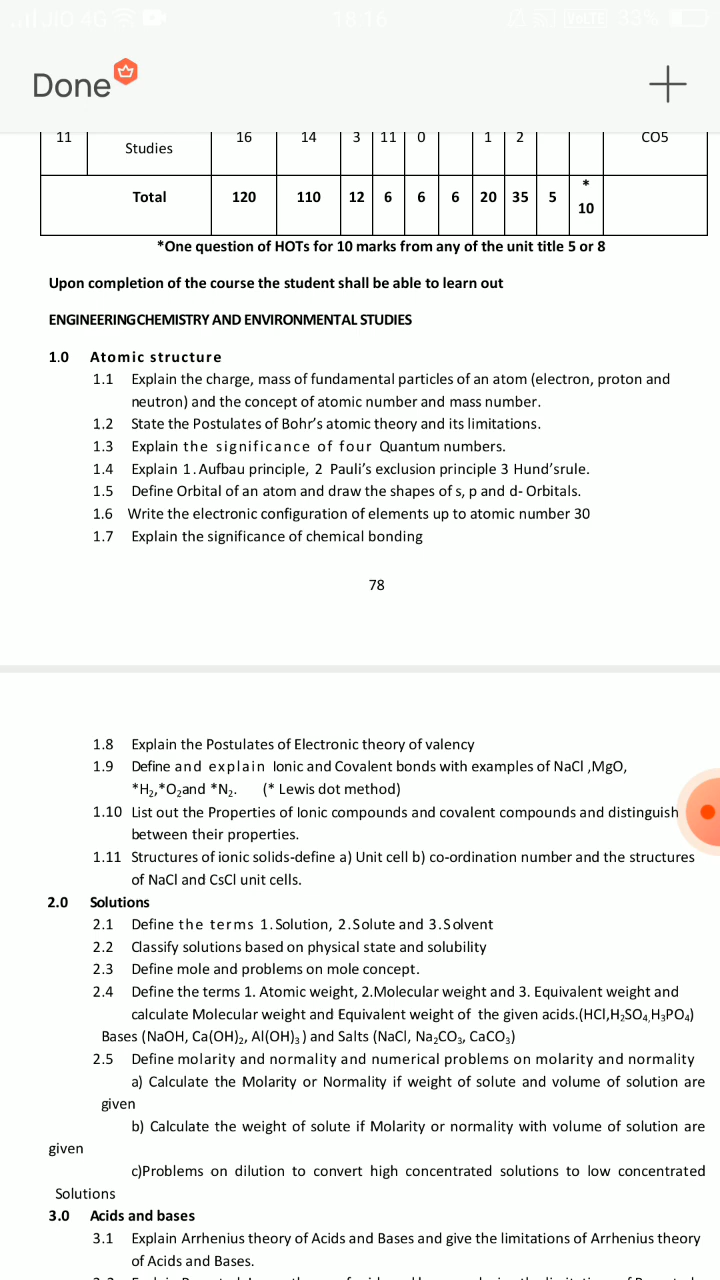 JIO 4G 18:16 VoLTE 33%
Done
11 Studies 16 14 3 11 0 1 2 CO5
Total 120 110 12 6 6 6 20 35 5 * 10
*One question of HOTs for 10 marks from any of the unit title 5 or 8
Upon completion of the course the student shall be able to learn out
ENGINEERING CHEMISTRY AND ENVIRONMENTAL STUDIES
1.0 Atomic structure
1.1 Explain the charge, mass of fundamental particles of an atom (electron, proton and
neutron) and the concept of atomic number and mass number.
1.2 State the Postulates of Bohr's atomic theory and its limitations.
1.3 Explain the significance of four Quantum numbers.
1.4 Explain 1. Aufbau principle, 2 Pauli's exclusion principle 3 Hund'srule.
1.5 Define Orbital of an atom and draw the shapes of s, p and d- Orbitals.
1.6 Write the electronic configuration of elements up to atomic number 30
1.7 Explain the significance of chemical bonding
78
1.8 Explain the Postulates of Electronic theory of valency
1.9 Define and explain Ionic and Covalent bonds with examples of NaCl ,MgO,
*H₂,*O₂and *N₂. (* Lewis dot method)
1.10 List out the Properties of Ionic compounds and covalent compounds and distinguish
between their properties.
1.11 Structures of ionic solids-define a) Unit cell b) co-ordination number and the structures
of NaCl and CsCl unit cells.
2.0 Solutions
2.1 Define the terms 1. Solution, 2. Solute and 3. Solvent
2.2 Classify solutions based on physical state and solubility
2.3 Define mole and problems on mole concept.
2.4 Define the terms 1. Atomic weight, 2.Molecular weight and 3. Equivalent weight and
calculate Molecular weight and Equivalent weight of the given acids.(HCl,H₂SO₄,H₃PO₄)
Bases (NaOH, Ca(OH)₂, Al(OH)₃ ) and Salts (NaCl, Na₂CO₃, CaCO₃)
2.5 Define molarity and normality and numerical problems on molarity and normality
a) Calculate the Molarity or Normality if weight of solute and volume of solution are
given
b) Calculate the weight of solute if Molarity or normality with volume of solution are
given
c)Problems on dilution to convert high concentrated solutions to low concentrated
Solutions
3.0 Acids and bases
3.1 Explain Arrhenius theory of Acids and Bases and give the limitations of Arrhenius theory
of Acids and Bases.